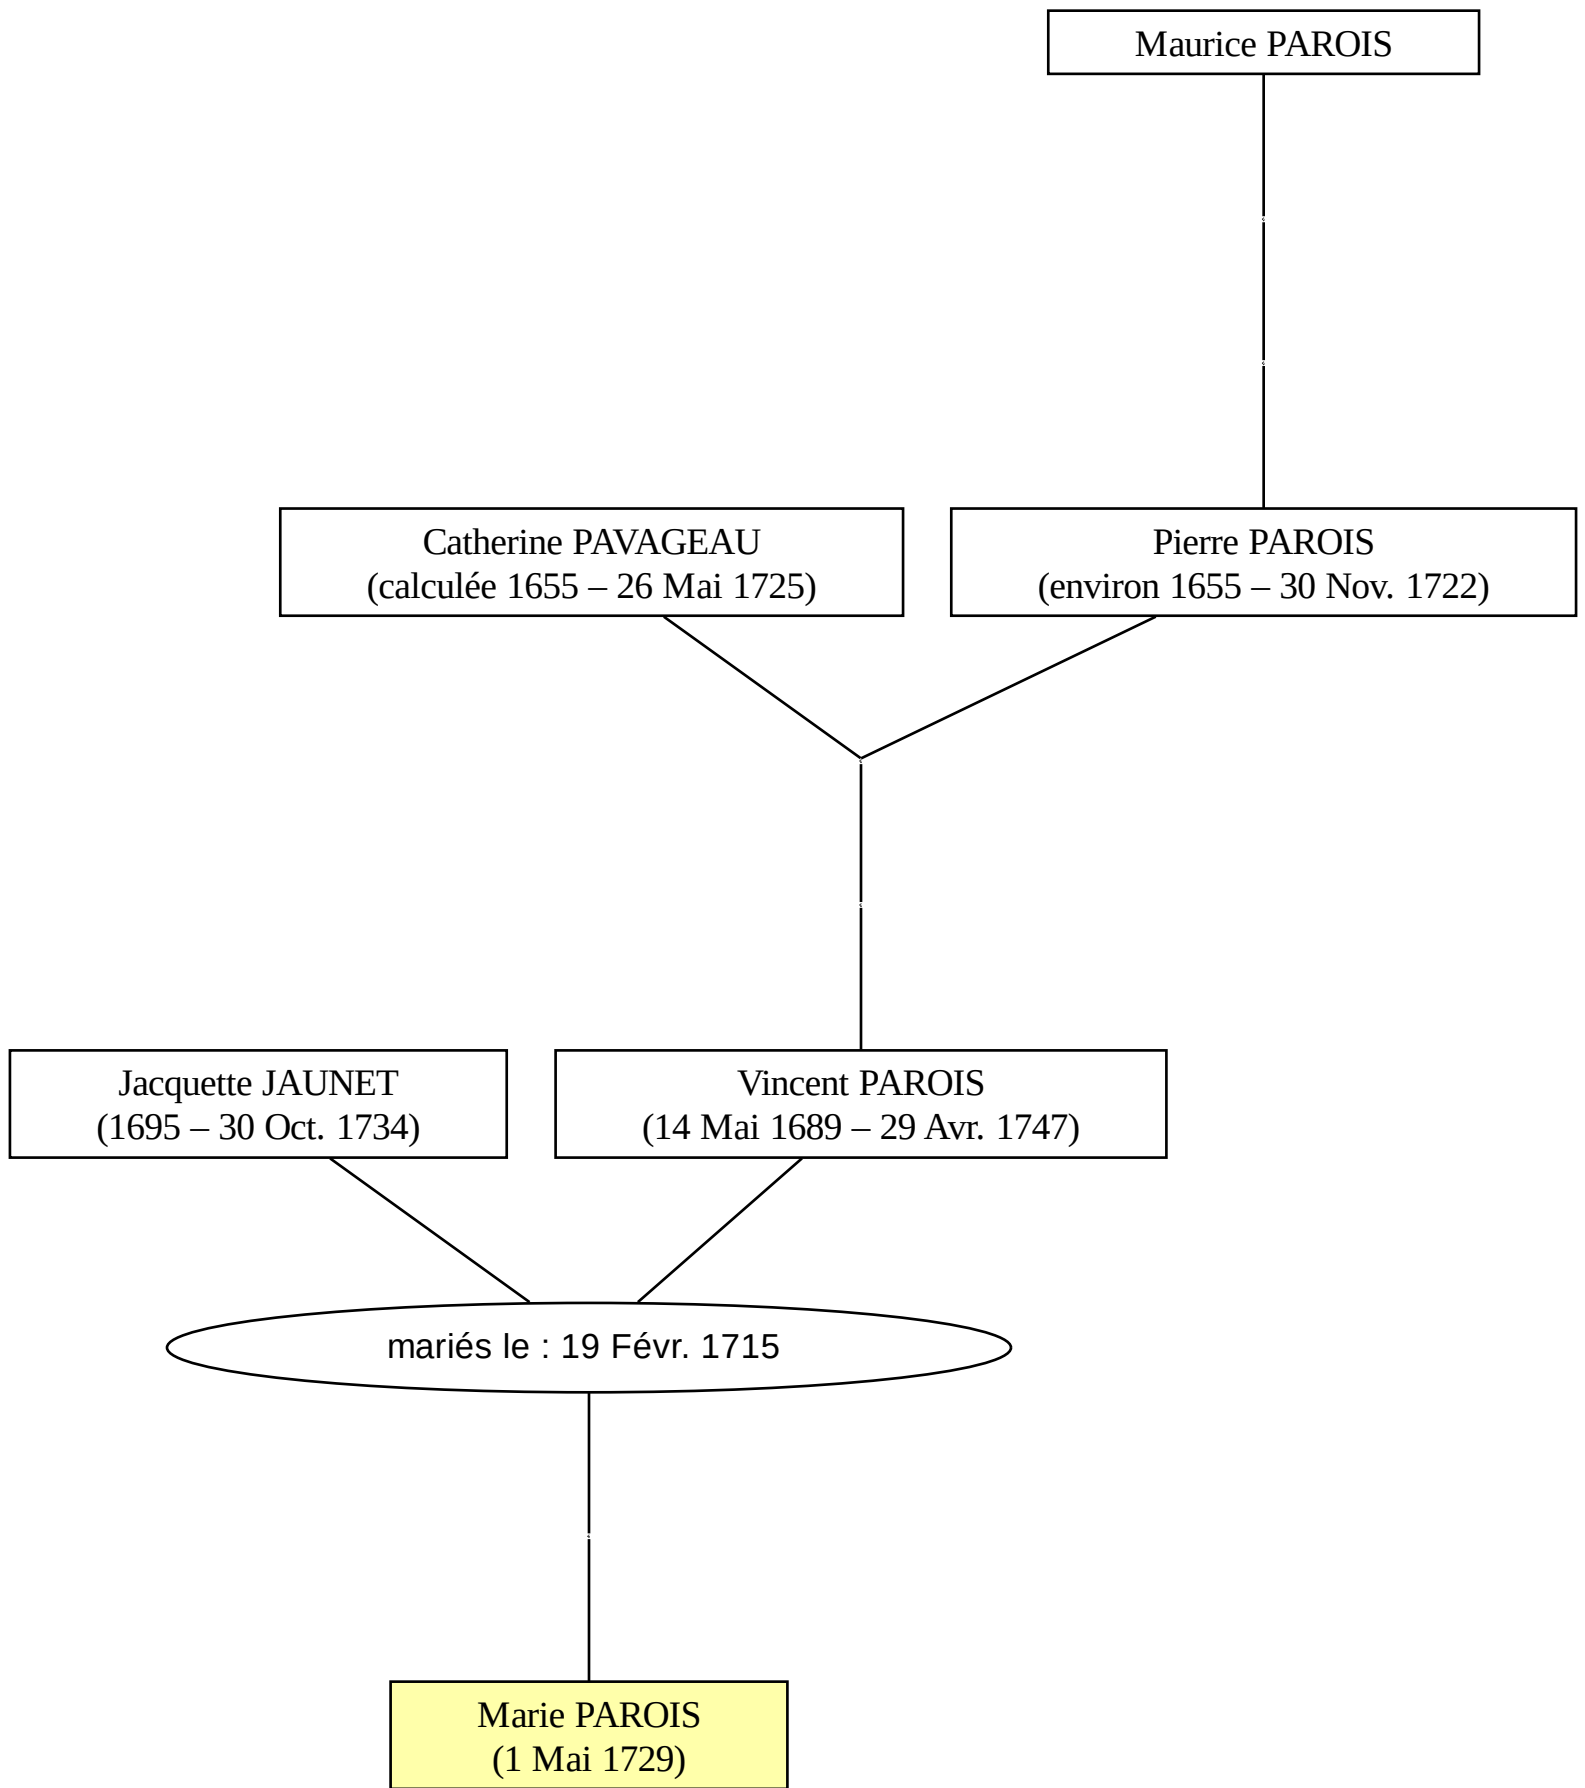 Maurice PAROIS
Catherine PAVAGEAU
(calculée 1655 – 26 Mai 1725)
Pierre PAROIS
(environ 1655 – 30 Nov. 1722)
Jacquette JAUNET
(1695 – 30 Oct. 1734)
Vincent PAROIS
(14 Mai 1689 – 29 Avr. 1747)
mariés le : 19 Févr. 1715
Marie PAROIS
(1 Mai 1729)